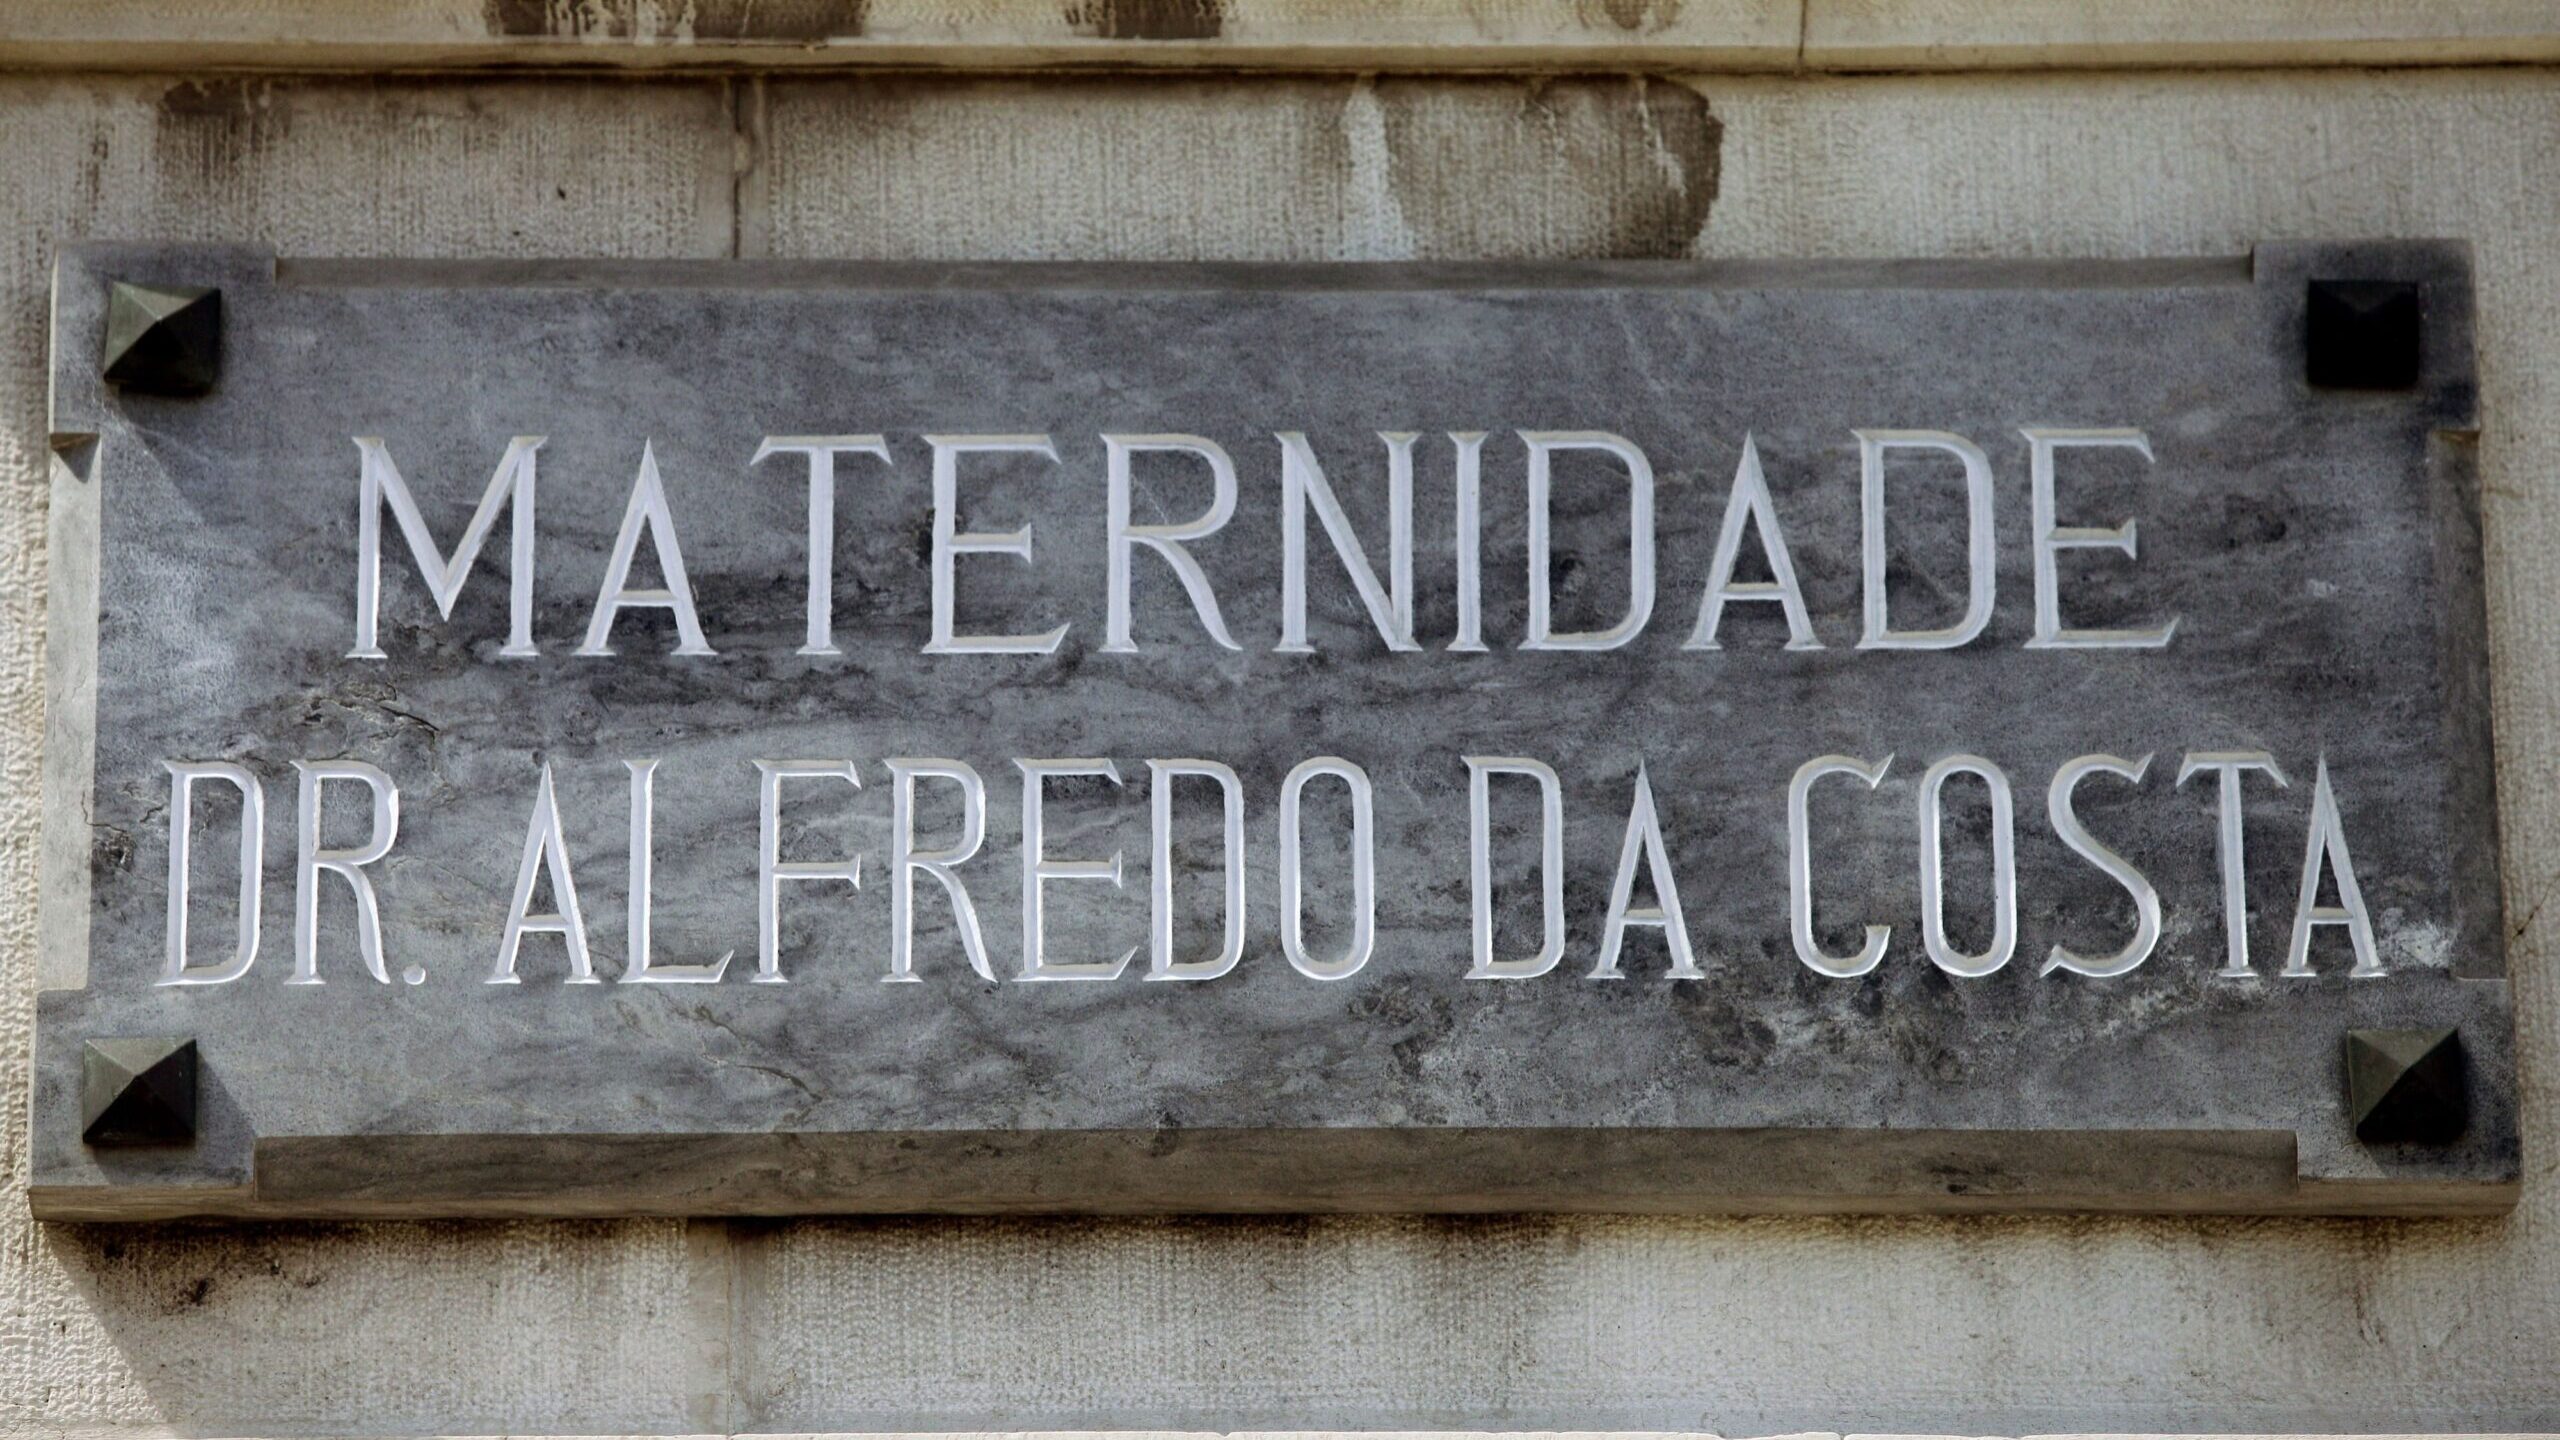 MATERNIDADE
DR. ALFREDO DA COSTA